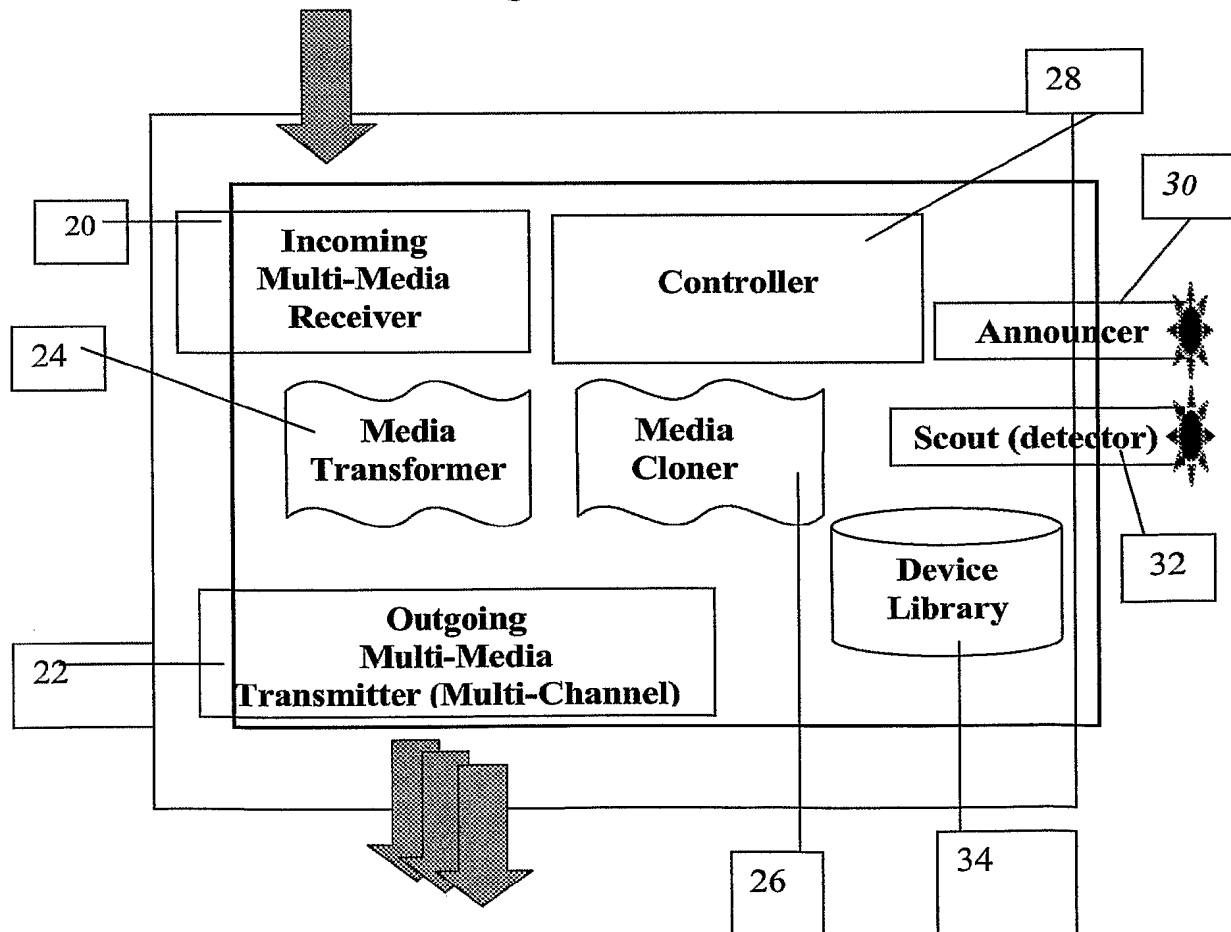 28
30
20
Incoming
Multi-Media
Receiver
Controller
Announcer
24
Media
Transformer
Media
Cloner
Scout (detector)
32
Device
Library
22
Outgoing
Multi-Media
Transmitter (Multi-Channel)
26
34